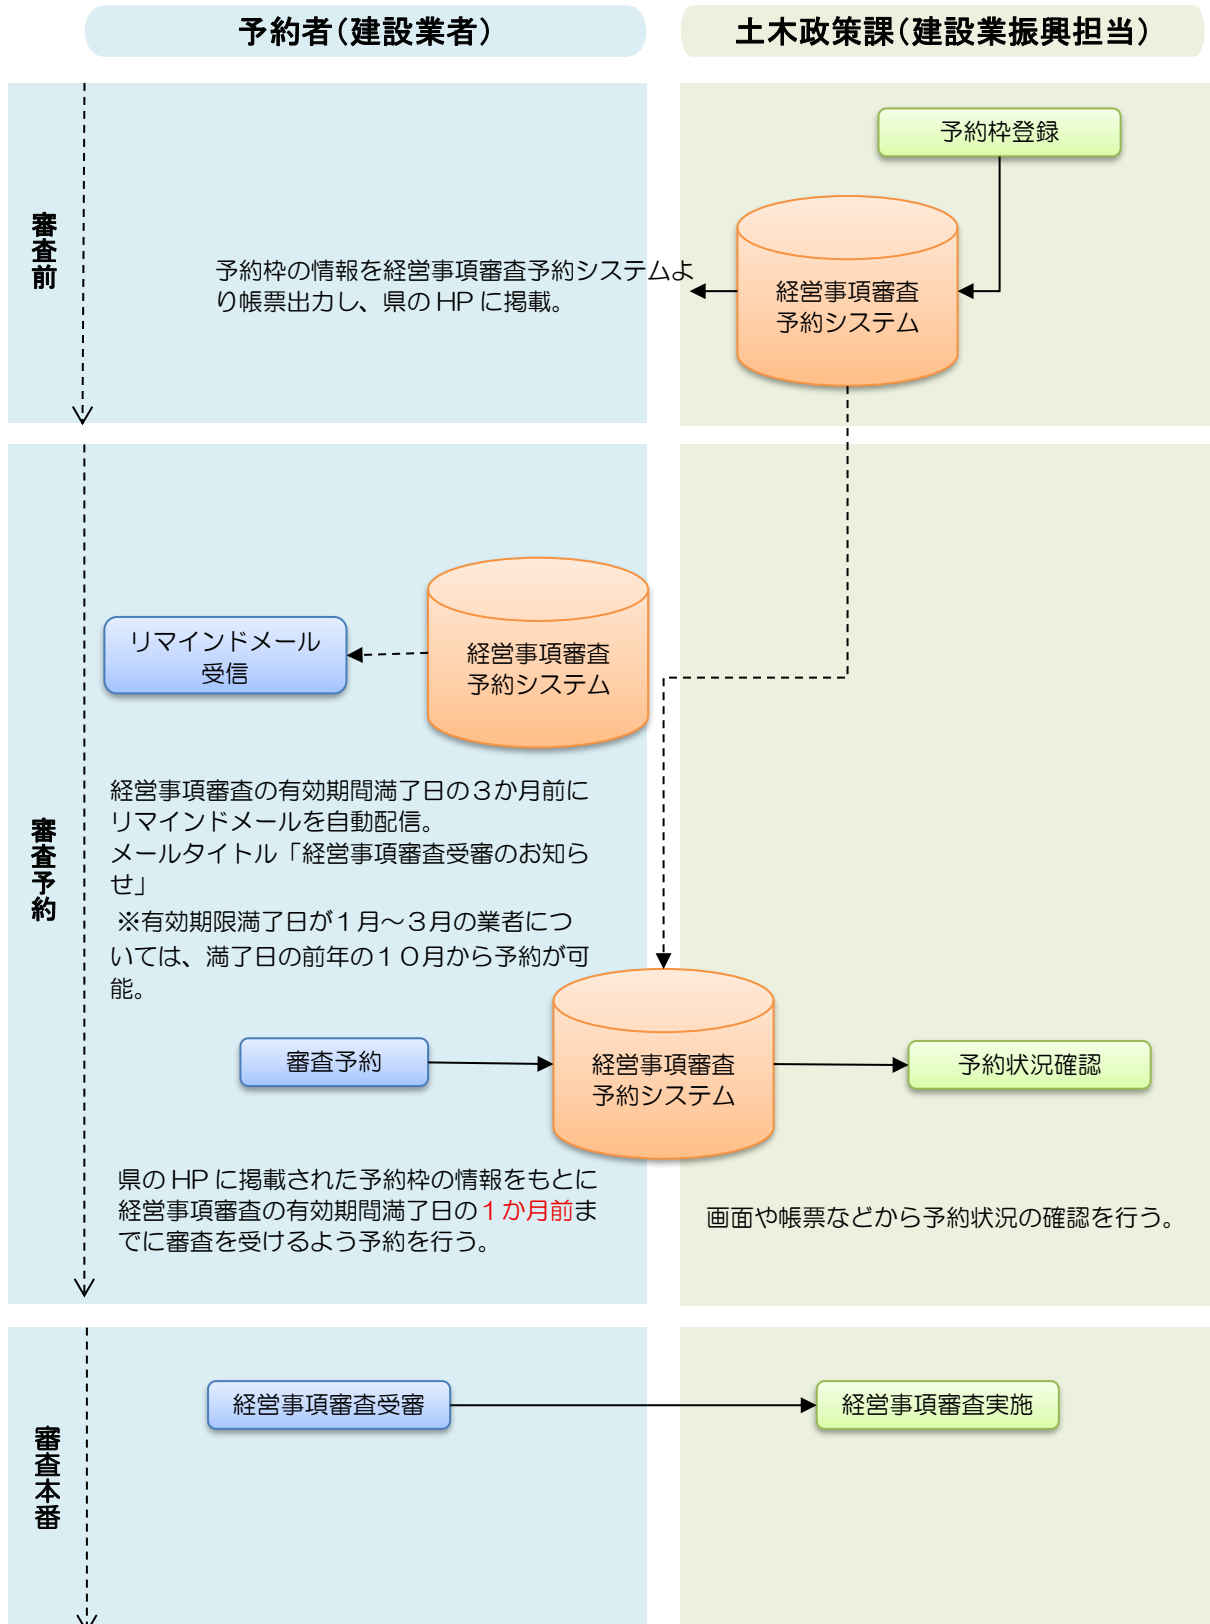 予約者（建設業者）
土木政策課（建設業振興担当）
審査前
予約枠登録
経営事項審査
予約システム
予約枠の情報を経営事項審査予約システムよ
り帳票出力し、県の HP に掲載。
審査予約
リマインドメール
受信
経営事項審査
予約システム
経営事項審査の有効期間満了日の３か月前に
リマインドメールを自動配信。
メールタイトル「経営事項審査受審のお知ら
せ」
※有効期限満了日が１月～３月の業者につ
いては、満了日の前年の１０月から予約が可
能。
審査予約
経営事項審査
予約システム
予約状況確認
県の HP に掲載された予約枠の情報をもとに
経営事項審査の有効期間満了日の１か月前ま
でに審査を受けるよう予約を行う。
画面や帳票などから予約状況の確認を行う。
審査本番
経営事項審査受審
経営事項審査実施